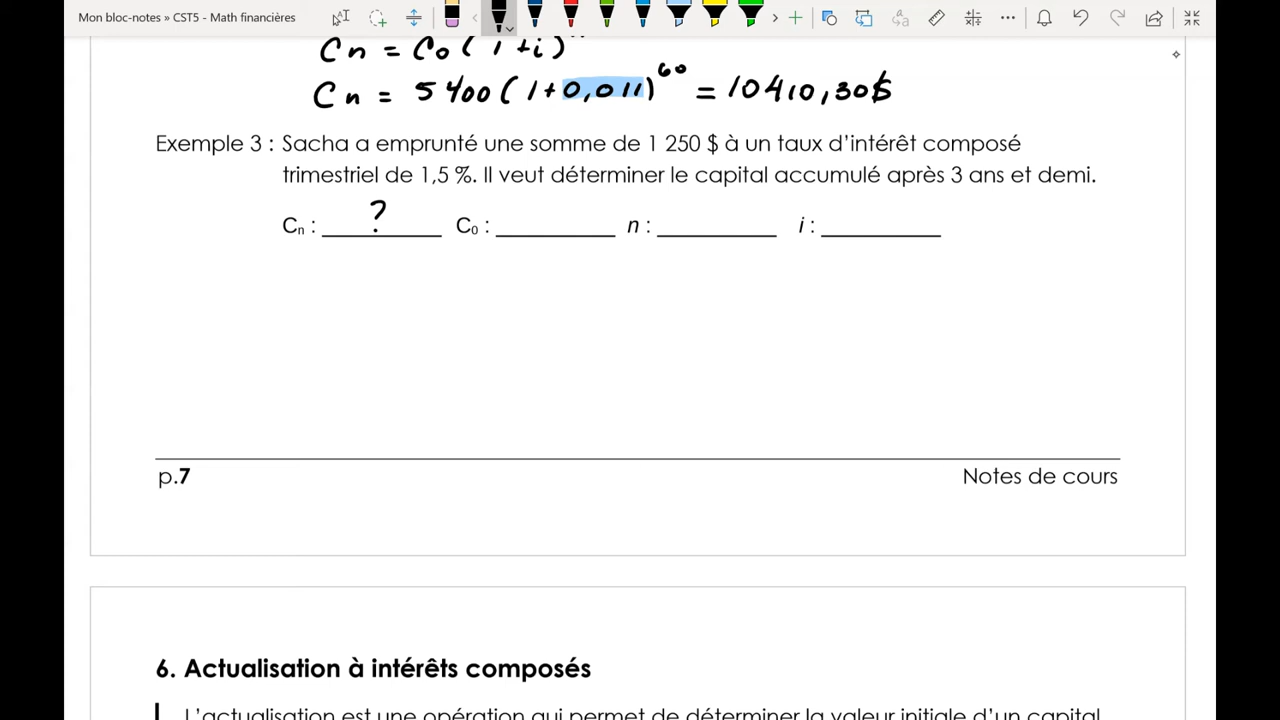 Mon bloc-notes » CST5 - Math financières
Cn = C0 ( 1 +i )
Cn = 5 400 ( 1 + 0,011 )^60 = 10410,30$
Exemple 3 : Sacha a emprunté une somme de 1 250 $ à un taux d'intérêt composé
trimestriel de 1,5 %. Il veut déterminer le capital accumulé après 3 ans et demi.
Cn : ? C0 : n : i :
p.7 Notes de cours
6. Actualisation à intérêts composés
L'actualisation est une opération qui permet de déterminer la valeur initiale d'un capital